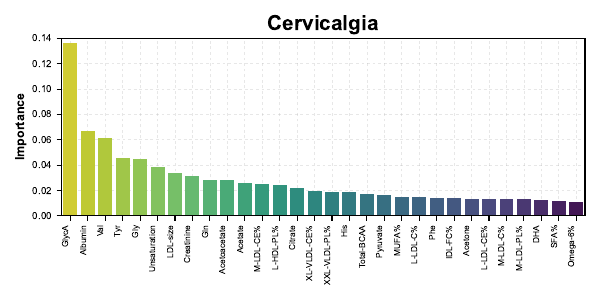 Cervicalgia
Importance
0.14
0.12
0.10
0.08
0.06
0.04
0.02
0.00
GlycA
Albumin
Val
Tyr
Gly
Unsaturation
LDL-size
Creatinine
Gln
Acetoacetate
Acetate
M-LDL-CE%
L-HDL-PL%
Citrate
XL-VLDL-CE%
XXL-VLDL-PL%
His
Total-BCAA
Pyruvate
MUFA%
L-LDL-C%
Phe
IDL-FC%
Acetone
L-LDL-CE%
M-LDL-C%
M-LDL-PL%
DHA
SFA%
Omega-6%